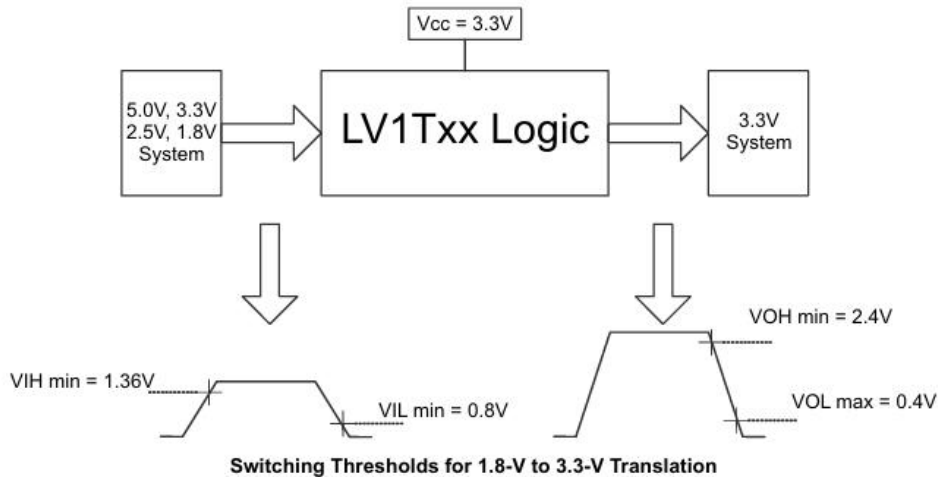 Vcc = 3.3V
5.0V, 3.3V
2.5V, 1.8V
System
LV1Txx Logic
3.3V
System
VOH min = 2.4V
VIH min = 1.36V
VIL min = 0.8V
VOL max = 0.4V
Switching Thresholds for 1.8-V to 3.3-V Translation